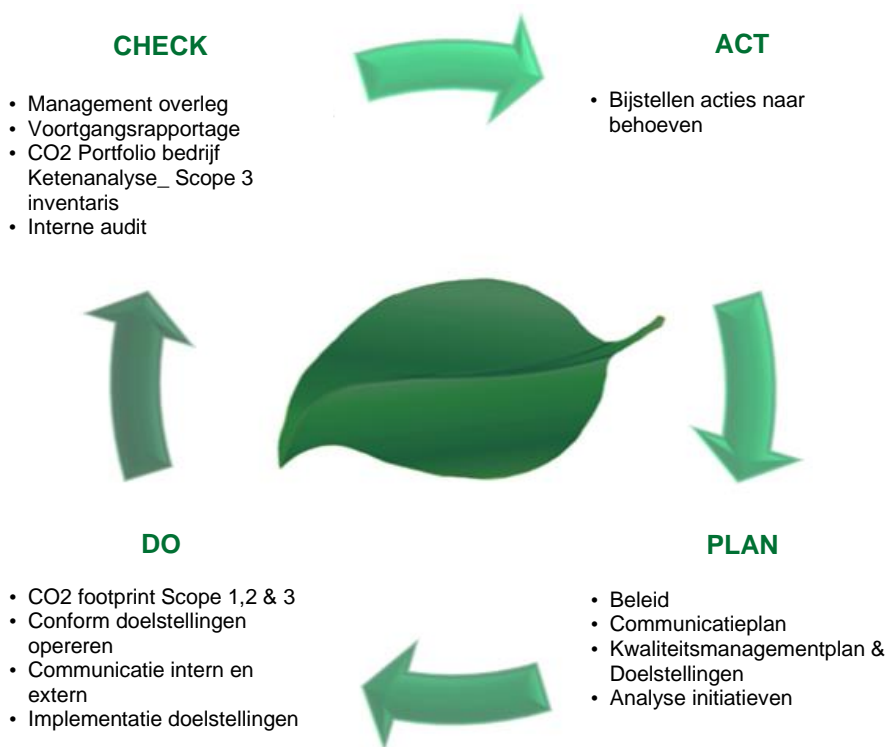 CHECK
• Management overleg
• Voortgangsrapportage
• CO2 Portfolio bedrijf
Ketenanalyse_ Scope 3
inventaris
• Interne audit
ACT
• Bijstellen acties naar
behoeven
DO
• CO2 footprint Scope 1,2 & 3
• Conform doelstellingen
opereren
• Communicatie intern en
extern
• Implementatie doelstellingen
PLAN
• Beleid
• Communicatieplan
• Kwaliteitsmanagementplan &
Doelstellingen
• Analyse initiatieven